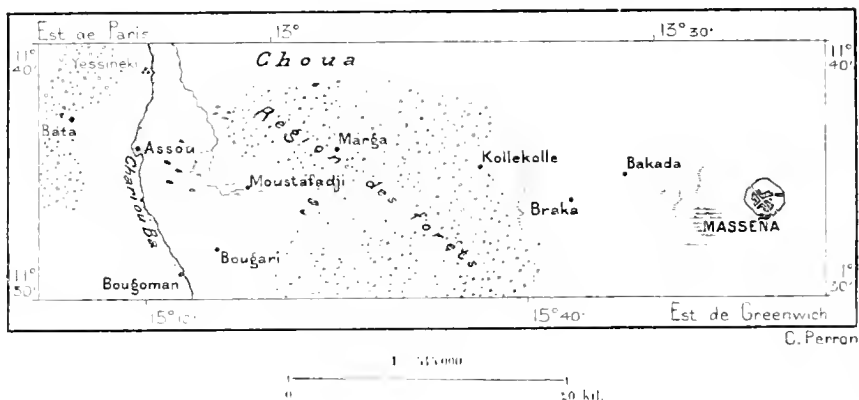 Est de Paris
13°
13° 30'
11°
40'
11°
40'
Yessineki
Choua
Région des forêts
Bata
Assou
Marga
Kollekolle
Bakada
Moustafadji
Chari ou Ba
Braka
MASSENA
Bougari
Bougoman
11°
30'
11°
30'
15° 10'
15° 40'
Est de Greenwich
C. Perron
0
kil.